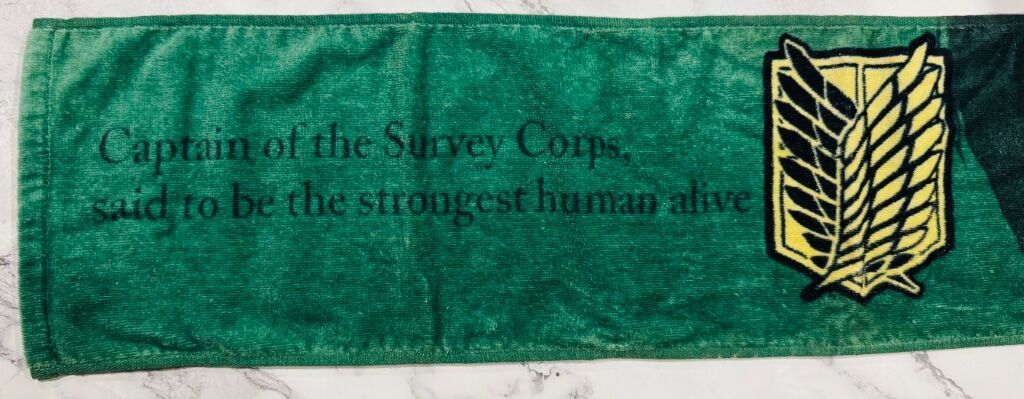 Captain of the Survey Corps,
said to be the strongest human alive